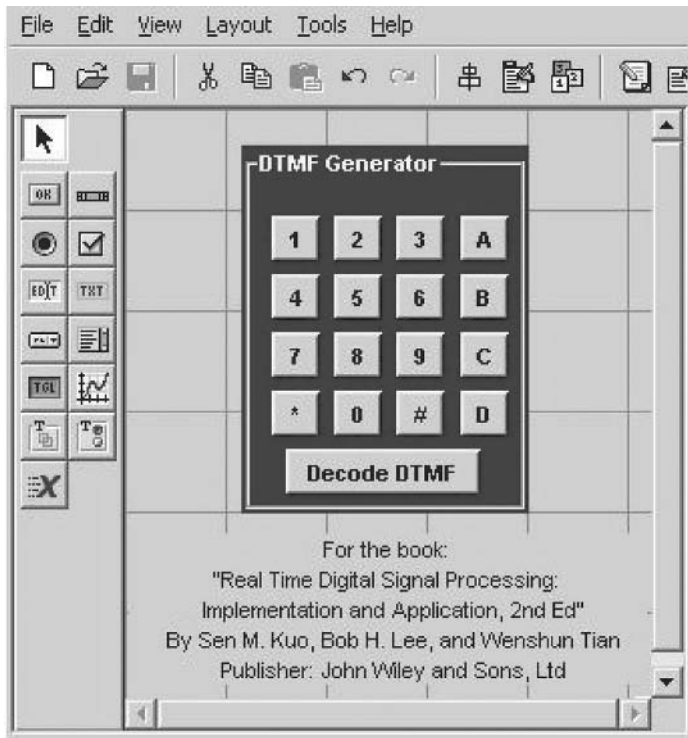 File Edit View Layout Tools Help
OK
EDIT TXT
TGL
DTMF Generator
1 2 3 A
4 5 6 B
7 8 9 C
* 0 # D
Decode DTMF
For the book:
"Real Time Digital Signal Processing:
Implementation and Application, 2nd Ed"
By Sen M. Kuo, Bob H. Lee, and Wenshun Tian
Publisher: John Wiley and Sons, Ltd